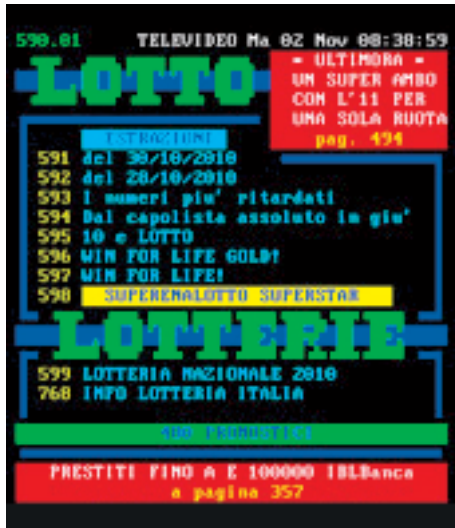 590.01 TELEVIDEO Ma 02 Nov 08:38:59
LOTTO
- ULTIMORA -
UN SUPER AMBO
CON L'11 PER
UNA SOLA RUOTA
pag. 494
ESTRAZIONI
591 del 30/10/2010
592 del 28/10/2010
593 I numeri piu' ritardati
594 Dal capolista assoluto in giu'
595 10 e LOTTO
596 WIN FOR LIFE GOLD!
597 WIN FOR LIFE!
598 SUPERENALOTTO SUPERSTAR
LOTTERIE
599 LOTTERIA NAZIONALE 2010
768 INFO LOTTERIA ITALIA
480 PRONOSTICI
PRESTITI FINO A E 100000 IBLBanca
a pagina 357